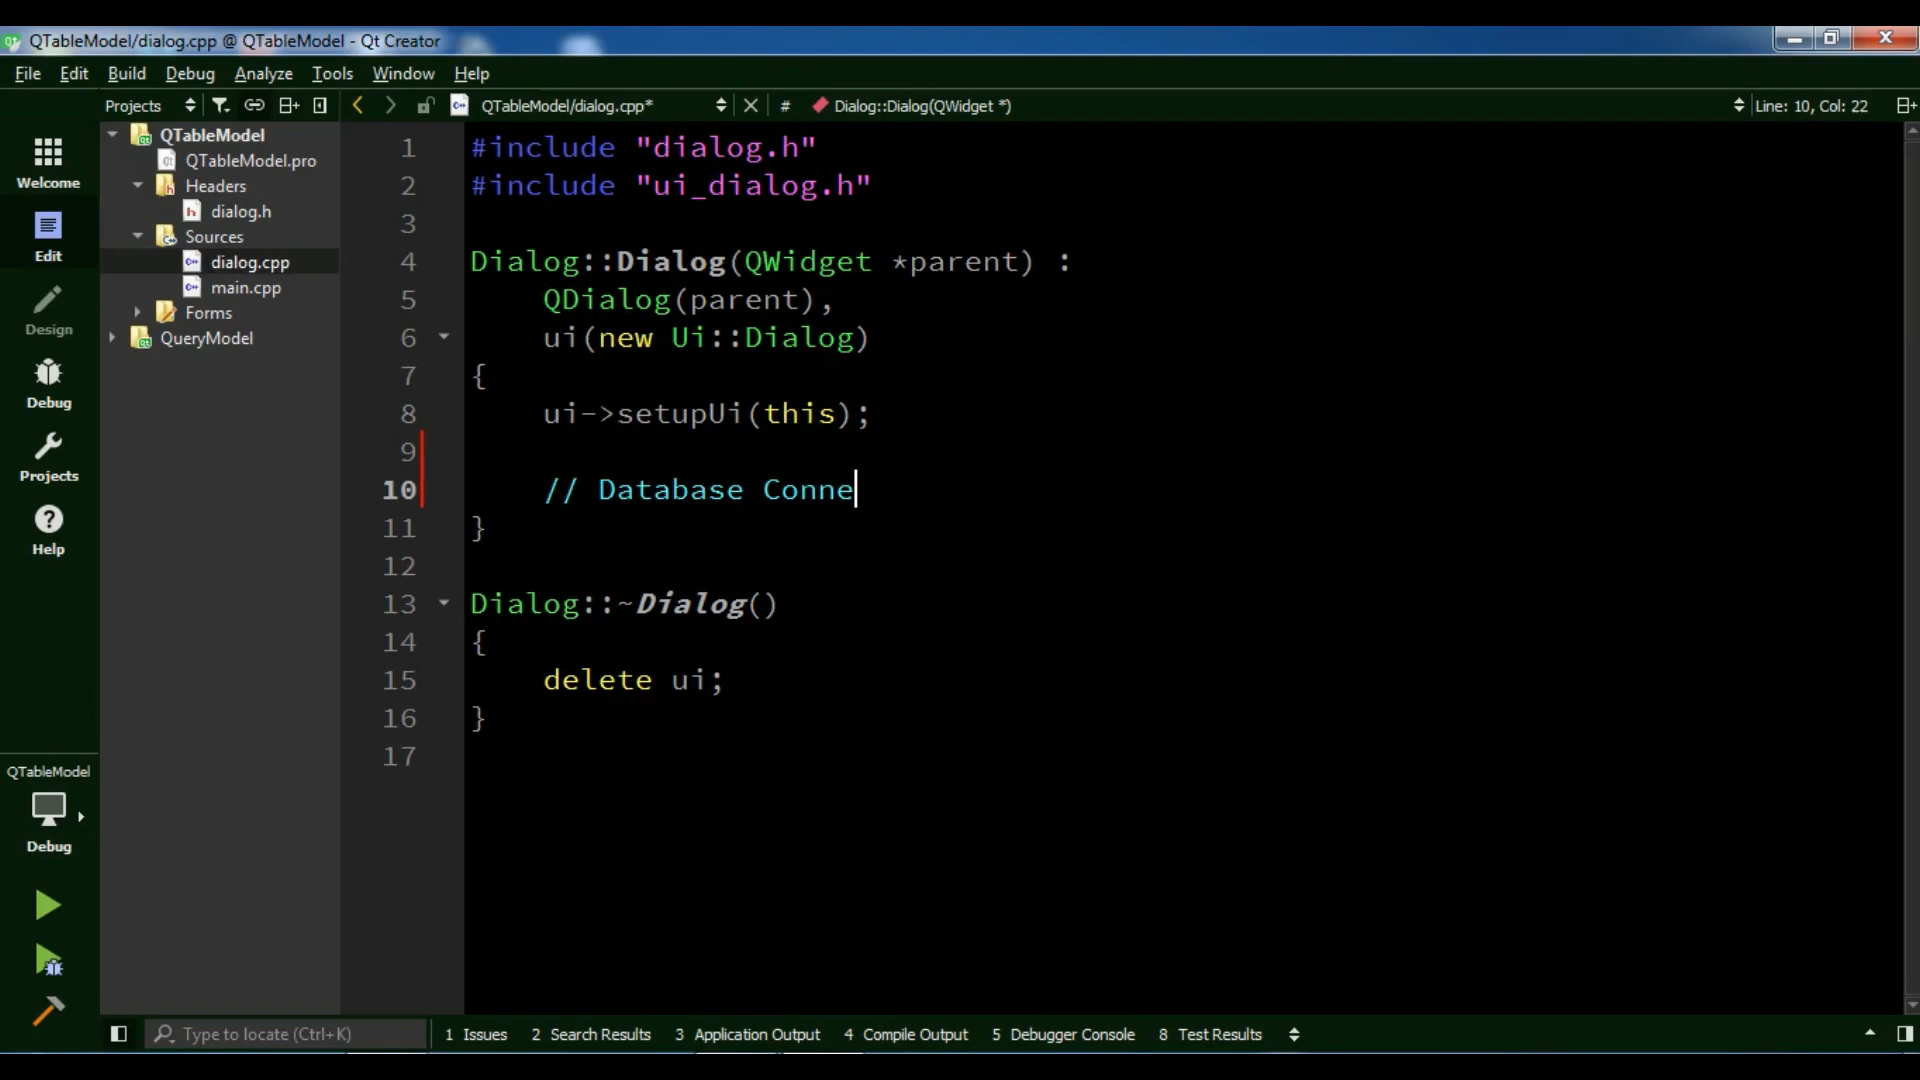 QTableModel/dialog.cpp @ QTableModel - Qt Creator
File Edit Build Debug Analyze Tools Window Help
Projects QTableModel/dialog.cpp* # Dialog::Dialog(QWidget *) Line: 10, Col: 22
Welcome
Edit
Design
Debug
Projects
Help
QTableModel
Debug
QTableModel
QTableModel.pro
Headers
dialog.h
Sources
dialog.cpp
main.cpp
Forms
QueryModel
1 #include "dialog.h"
2 #include "ui_dialog.h"
3
4 Dialog::Dialog(QWidget *parent) :
5     QDialog(parent),
6     ui(new Ui::Dialog)
7 {
8     ui->setupUi(this);
9
10     // Database Conne
11 }
12
13 Dialog::~Dialog()
14 {
15     delete ui;
16 }
17
Type to locate (Ctrl+K) 1 Issues 2 Search Results 3 Application Output 4 Compile Output 5 Debugger Console 8 Test Results